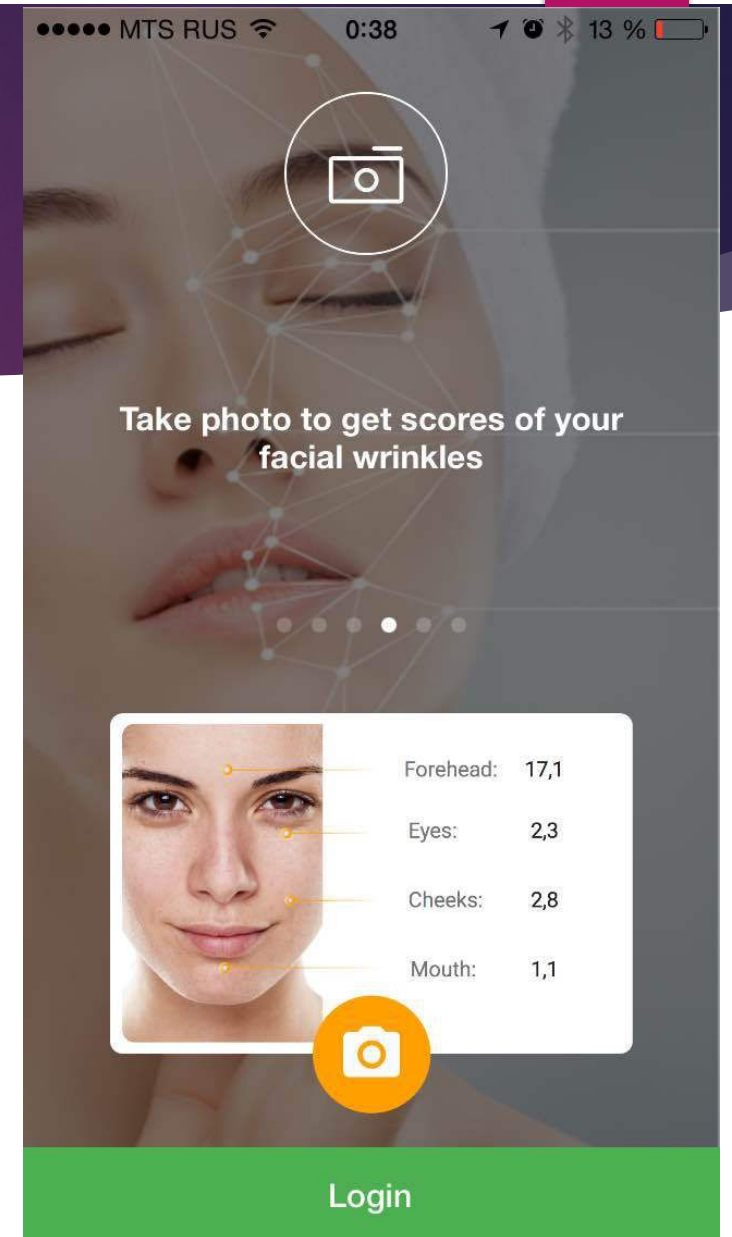 MTS RUS 0:38 13 %
Take photo to get scores of your
facial wrinkles
Forehead: 17,1
Eyes: 2,3
Cheeks: 2,8
Mouth: 1,1
Login